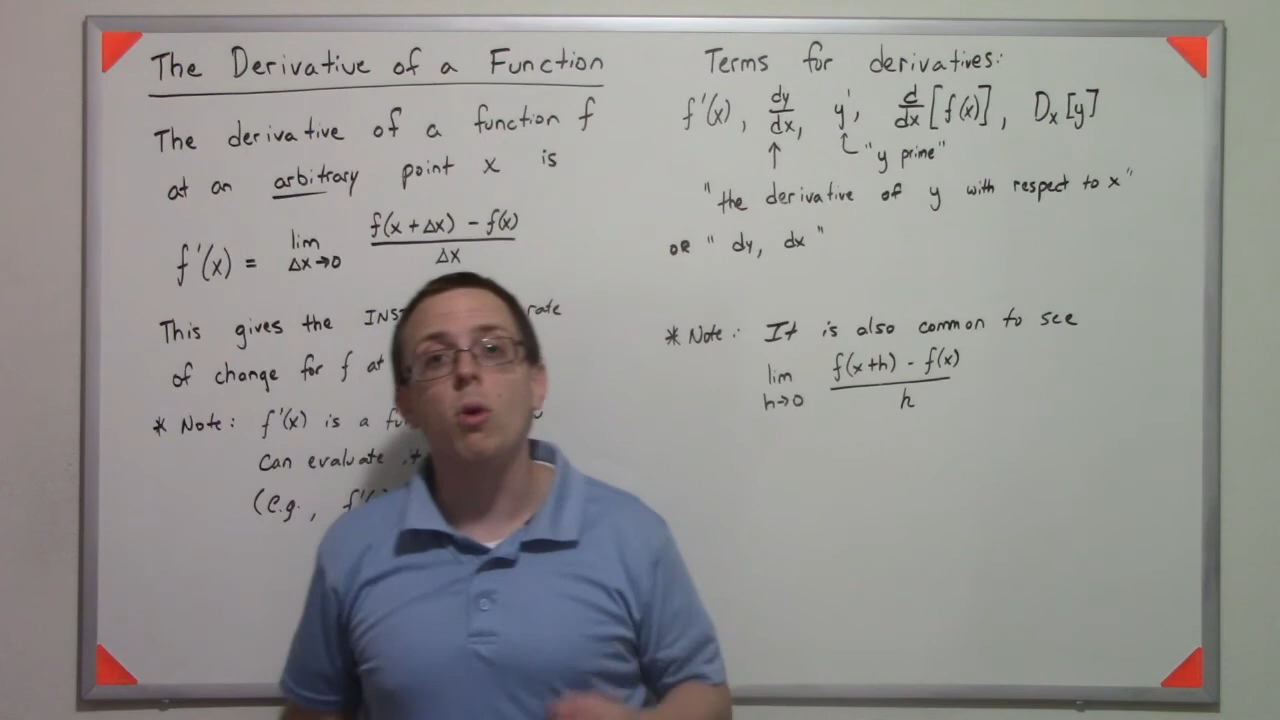 The Derivative of a Function
The derivative of a function f
at an arbitrary point x is
f'(x) = lim Δx→0 f(x + Δx) - f(x) / Δx
This gives the rate
of change for f at
* Note: f'(x) is a
can evaluate it
(e.g.,
Terms for derivatives:
f'(x), dy/dx, y', d/dx [f(x)], Dx[y]
"y prime"
"the derivative of y with respect to x"
OR "dy, dx"
* Note: It is also common to see
lim h→0 f(x+h) - f(x) / h